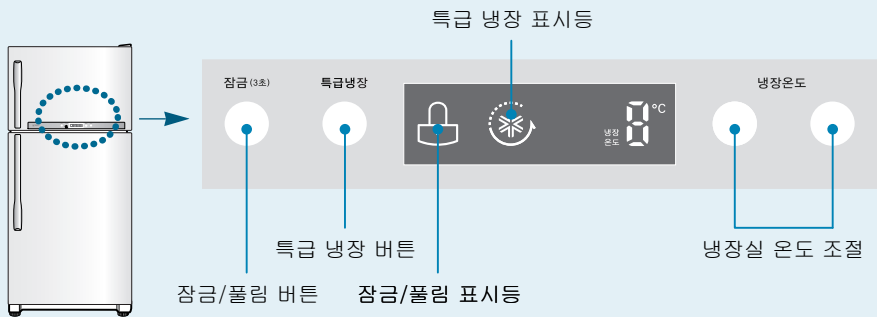 특급 냉장 표시등
잠금 (3초)
특급냉장
냉장온도
°C
냉장
온도
특급 냉장 버튼
냉장실 온도 조절
잠금/풀림 버튼
잠금/풀림 표시등